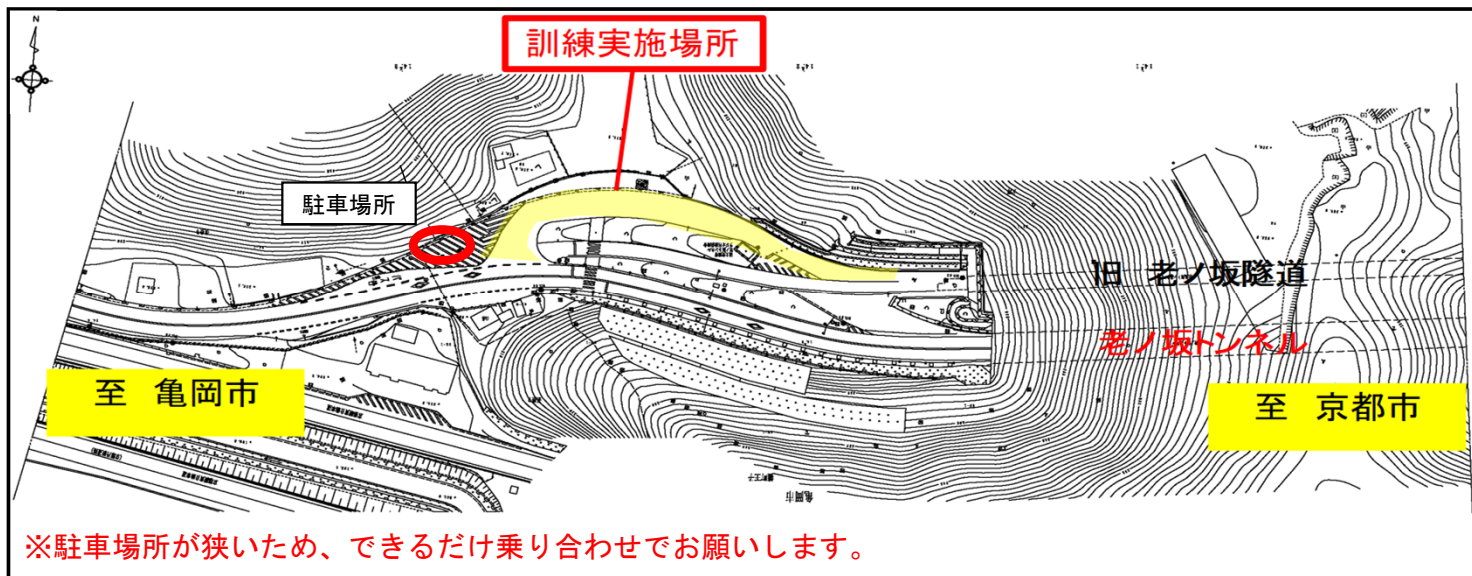 N
訓練実施場所
駐車場所
旧 老ノ坂隧道
老ノ坂トンネル
至 亀岡市
至 京都市
亀岡市
※駐車場所が狭いため、できるだけ乗り合わせでお願いします。